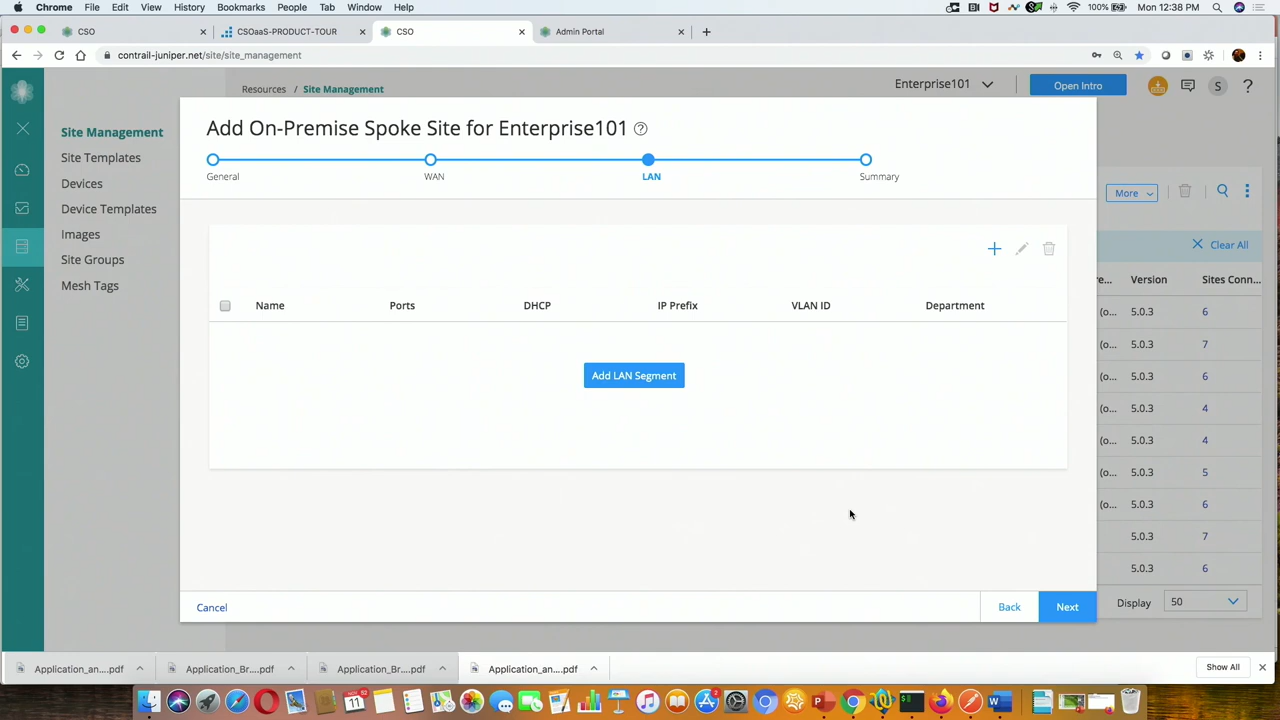 Chrome File Edit View History Bookmarks People Tab Window Help 100% Mon 12:38 PM
CSO CSOaaS-PRODUCT-TOUR CSO Admin Portal
contrail-juniper.net/site/site_management
Resources / Site Management Enterprise101 Open Intro S ?
Add On-Premise Spoke Site for Enterprise101 ?
General WAN LAN Summary
Site Management
Site Templates
Devices
Device Templates
Images
Site Groups
Mesh Tags
More
Clear All
Name Ports DHCP IP Prefix VLAN ID Department
Add LAN Segment
re... Version Sites Conn...
(o... 5.0.3 6
(o... 5.0.3 7
(o... 5.0.3 6
(o... 5.0.3 4
(o... 5.0.3 4
(o... 5.0.3 5
(o... 5.0.3 6
5.0.3 7
5.0.3 6
Cancel Back Next
Display 50
Application_an....pdf Application_Br....pdf Application_Br....pdf Application_an....pdf Show All